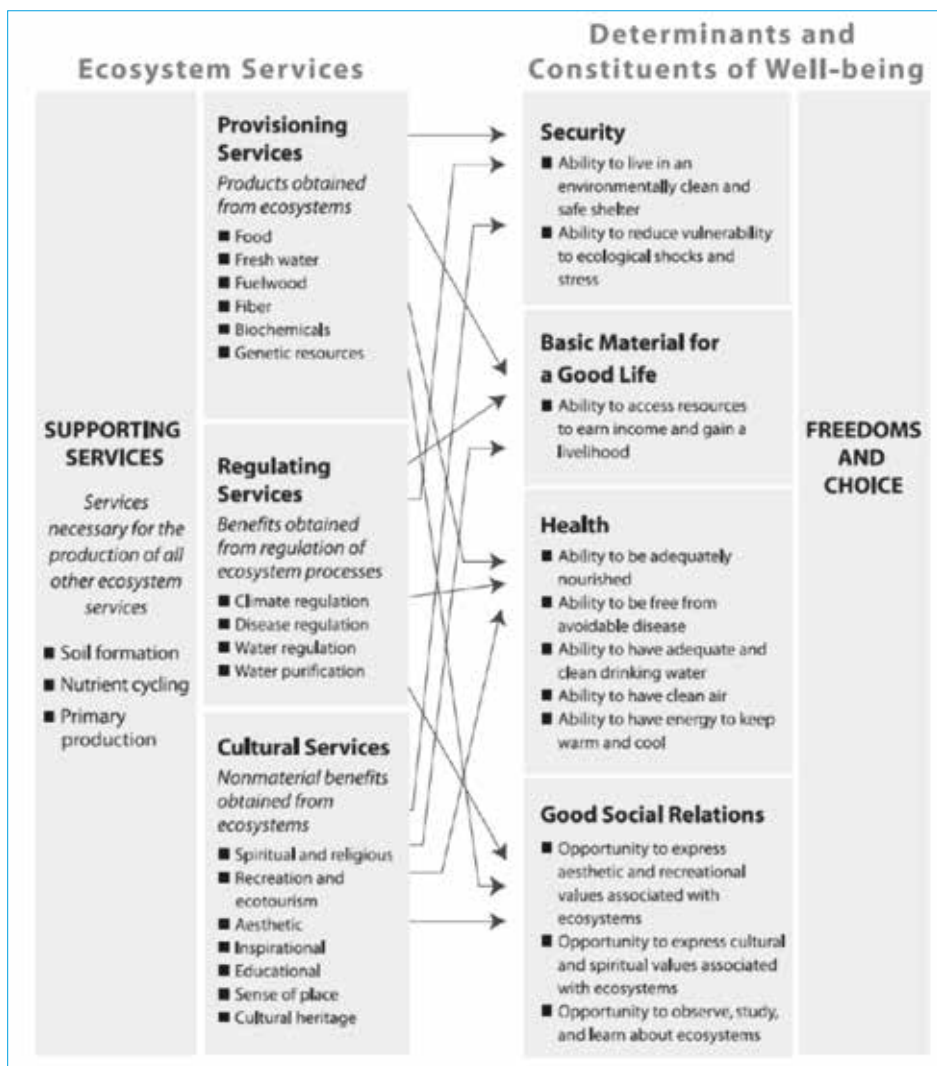 Ecosystem Services
Determinants and
Constituents of Well-being
SUPPORTING
SERVICES
Services
necessary for the
production of all
other ecosystem
services
■ Soil formation
■ Nutrient cycling
■ Primary
production
Provisioning
Services
Products obtained
from ecosystems
■ Food
■ Fresh water
■ Fuelwood
■ Fiber
■ Biochemicals
■ Genetic resources
Regulating
Services
Benefits obtained
from regulation of
ecosystem processes
■ Climate regulation
■ Disease regulation
■ Water regulation
■ Water purification
Cultural Services
Nonmaterial benefits
obtained from
ecosystems
■ Spiritual and religious
■ Recreation and
ecotourism
■ Aesthetic
■ Inspirational
■ Educational
■ Sense of place
■ Cultural heritage
Security
■ Ability to live in an
environmentally clean and
safe shelter
■ Ability to reduce vulnerability
to ecological shocks and
stress
Basic Material for
a Good Life
■ Ability to access resources
to earn income and gain a
livelihood
Health
■ Ability to be adequately
nourished
■ Ability to be free from
avoidable disease
■ Ability to have adequate and
clean drinking water
■ Ability to have clean air
■ Ability to have energy to keep
warm and cool
Good Social Relations
■ Opportunity to express
aesthetic and recreational
values associated with
ecosystems
■ Opportunity to express cultural
and spiritual values associated
with ecosystems
■ Opportunity to observe, study,
and learn about ecosystems
FREEDOMS
AND
CHOICE